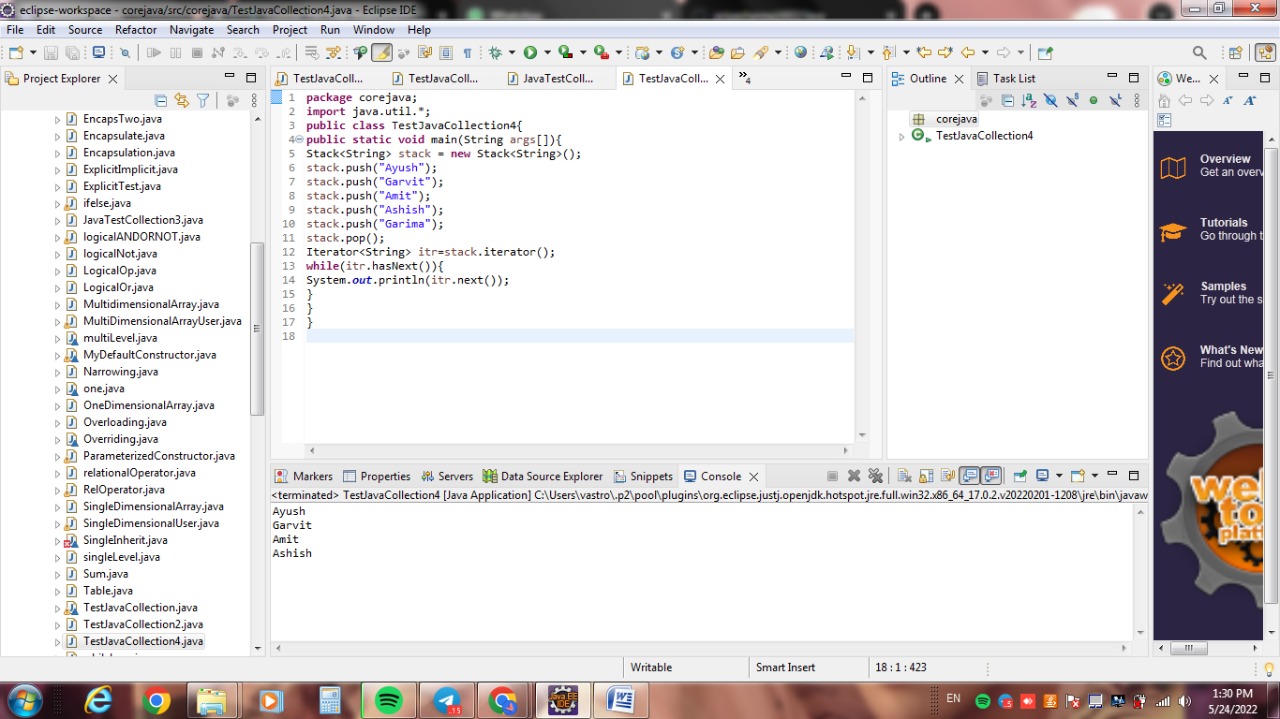 eclipse-workspace - corejava/src/corejava/TestJavaCollection4.java - Eclipse IDE
File Edit Source Refactor Navigate Search Project Run Window Help
Project Explorer
EncapsTwo.java
Encapsulate.java
Encapsulation.java
ExplicitImplicit.java
ExplicitTest.java
ifelse.java
JavaTestCollection3.java
logicalANDORNOT.java
logicalNot.java
LogicalOp.java
LogicalOr.java
MultidimensionalArray.java
MultiDimensionalArrayUser.java
multiLevel.java
MyDefaultConstructor.java
Narrowing.java
one.java
OneDimensionalArray.java
Overloading.java
Overriding.java
ParameterizedConstructor.java
relationalOperator.java
RelOperator.java
SingleDimensionalArray.java
SingleDimensionalUser.java
SingleInherit.java
singleLevel.java
Sum.java
Table.java
TestJavaCollection.java
TestJavaCollection2.java
TestJavaCollection4.java
TestJavaColl... TestJavaColl... JavaTestColl... TestJavaColl... »4
1 package corejava;
2 import java.util.*;
3 public class TestJavaCollection4{
4 public static void main(String args[]){
5 Stack<String> stack = new Stack<String>();
6 stack.push("Ayush");
7 stack.push("Garvit");
8 stack.push("Amit");
9 stack.push("Ashish");
10 stack.push("Garima");
11 stack.pop();
12 Iterator<String> itr=stack.iterator();
13 while(itr.hasNext()){
14 System.out.println(itr.next());
15 }
16 }
17 }
18
Outline Task List
corejava
TestJavaCollection4
We...
Overview
Get an overv
Tutorials
Go through t
Samples
Try out the s
What's New
Find out wha
Markers Properties Servers Data Source Explorer Snippets Console
<terminated> TestJavaCollection4 [Java Application] C:\Users\vastro\.p2\pool\plugins\org.eclipse.justj.openjdk.hotspot.jre.full.win32.x86_64_17.0.2.v20220201-1208\jre\bin\javaw
Ayush
Garvit
Amit
Ashish
Writable Smart Insert 18 : 1 : 423
EN
1:30 PM
5/24/2022